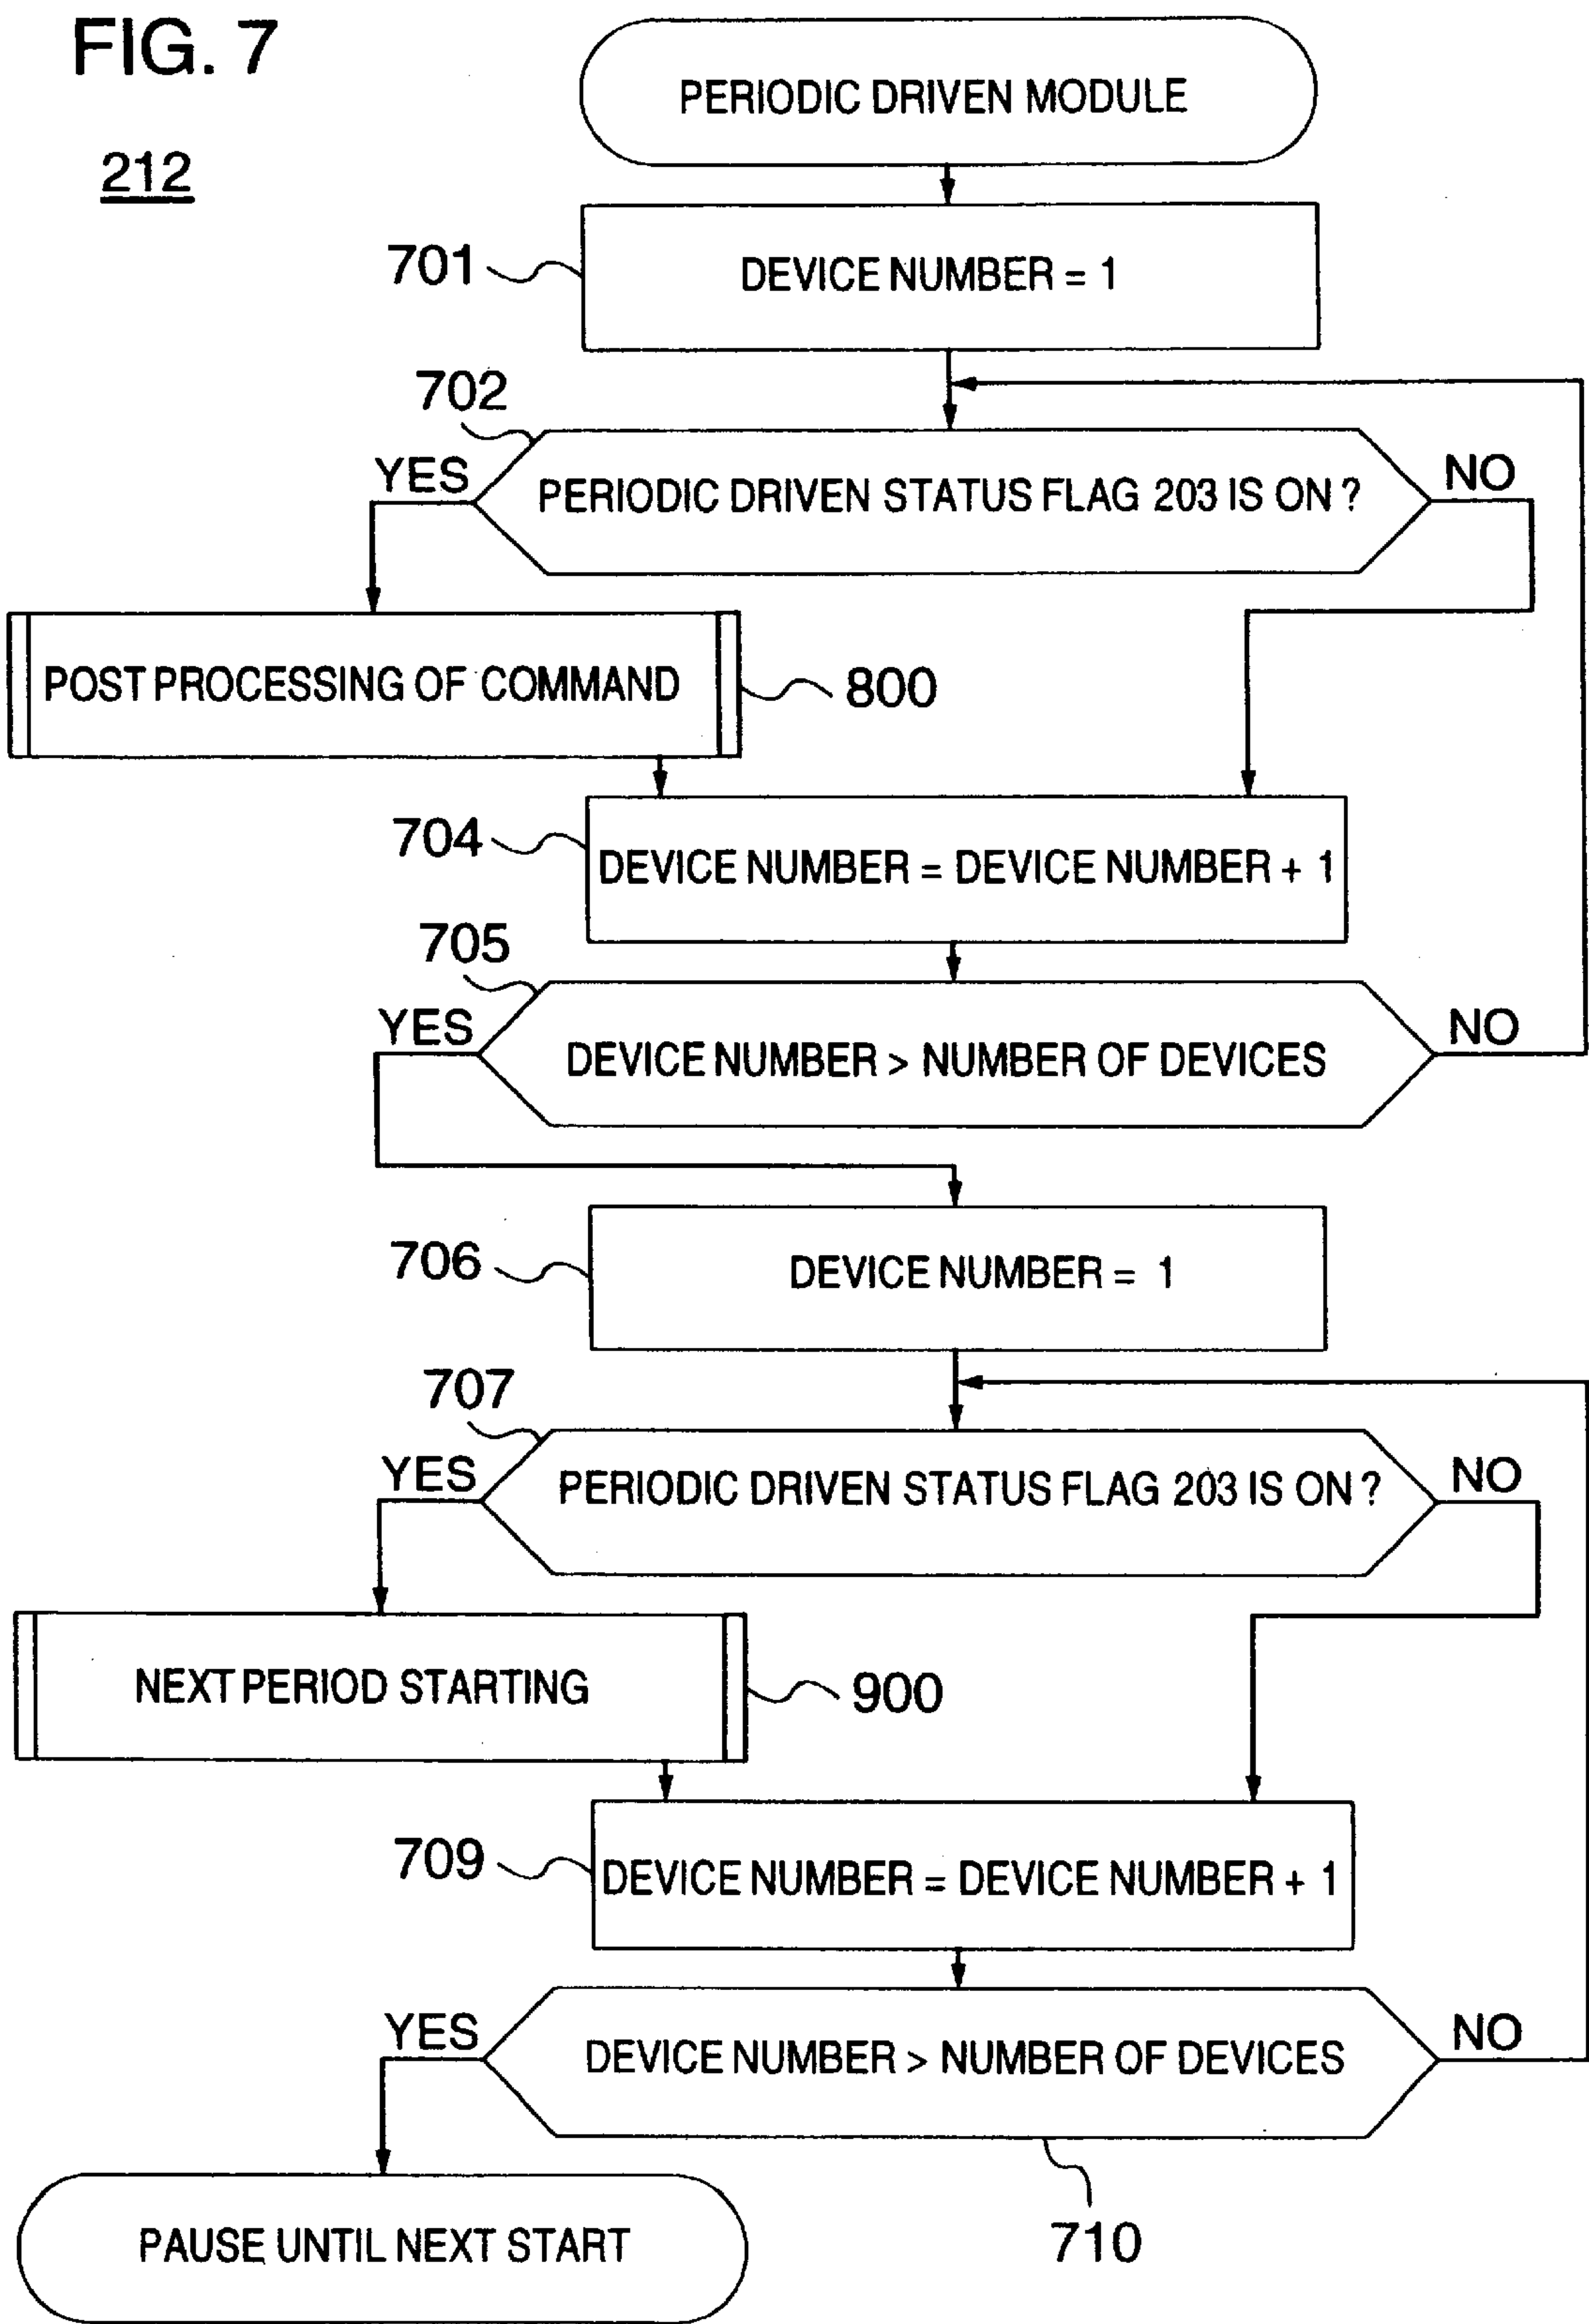 FIG. 7
212
PERIODIC DRIVEN MODULE
701
DEVICE NUMBER = 1
702
YES
PERIODIC DRIVEN STATUS FLAG 203 IS ON ?
NO
POST PROCESSING OF COMMAND
800
704
DEVICE NUMBER = DEVICE NUMBER + 1
705
YES
DEVICE NUMBER > NUMBER OF DEVICES
NO
706
DEVICE NUMBER = 1
707
YES
PERIODIC DRIVEN STATUS FLAG 203 IS ON ?
NO
NEXT PERIOD STARTING
900
709
DEVICE NUMBER = DEVICE NUMBER + 1
YES
DEVICE NUMBER > NUMBER OF DEVICES
NO
710
PAUSE UNTIL NEXT START